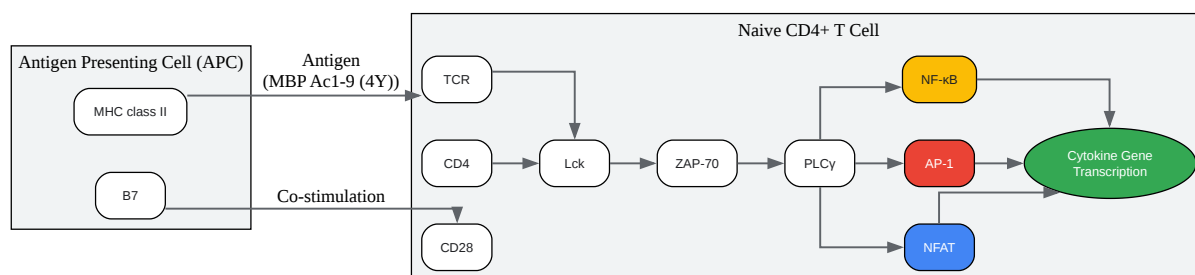 Antigen Presenting Cell (APC)
MHC class II
B7
Antigen
(MBP Ac1-9 (4Y))
Co-stimulation
Naive CD4+ T Cell
TCR
CD4
CD28
Lck
ZAP-70
PLCγ
NF-κB
AP-1
NFAT
Cytokine Gene
Transcription